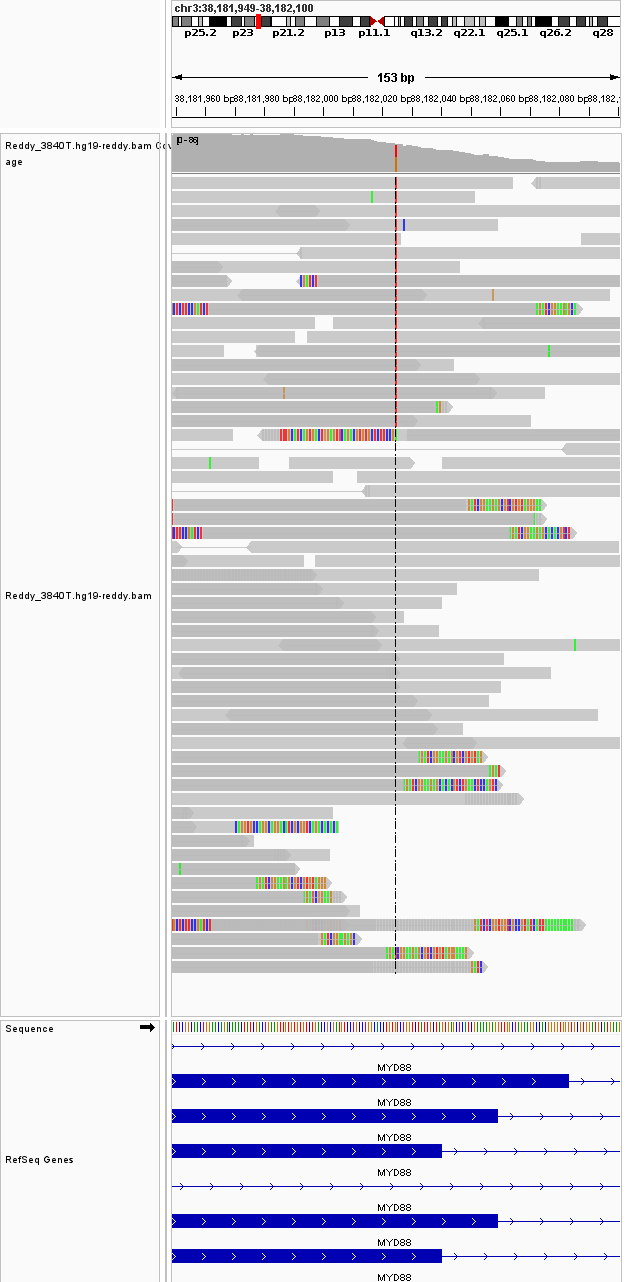 chr3:38,181,949-38,182,100
p25.2 p23 p21.2 p13 p11.1 q13.2 q22.1 q25.1 q26.2 q28
153 bp
38,181,960 bp 38,181,980 bp 38,182,000 bp 38,182,020 bp 38,182,040 bp 38,182,060 bp 38,182,080 bp
Reddy_3840T.hg19-reddy.bam Cov
age
Reddy_3840T.hg19-reddy.bam
Sequence
MYD88
MYD88
MYD88
RefSeq Genes
MYD88
MYD88
MYD88
MYD88